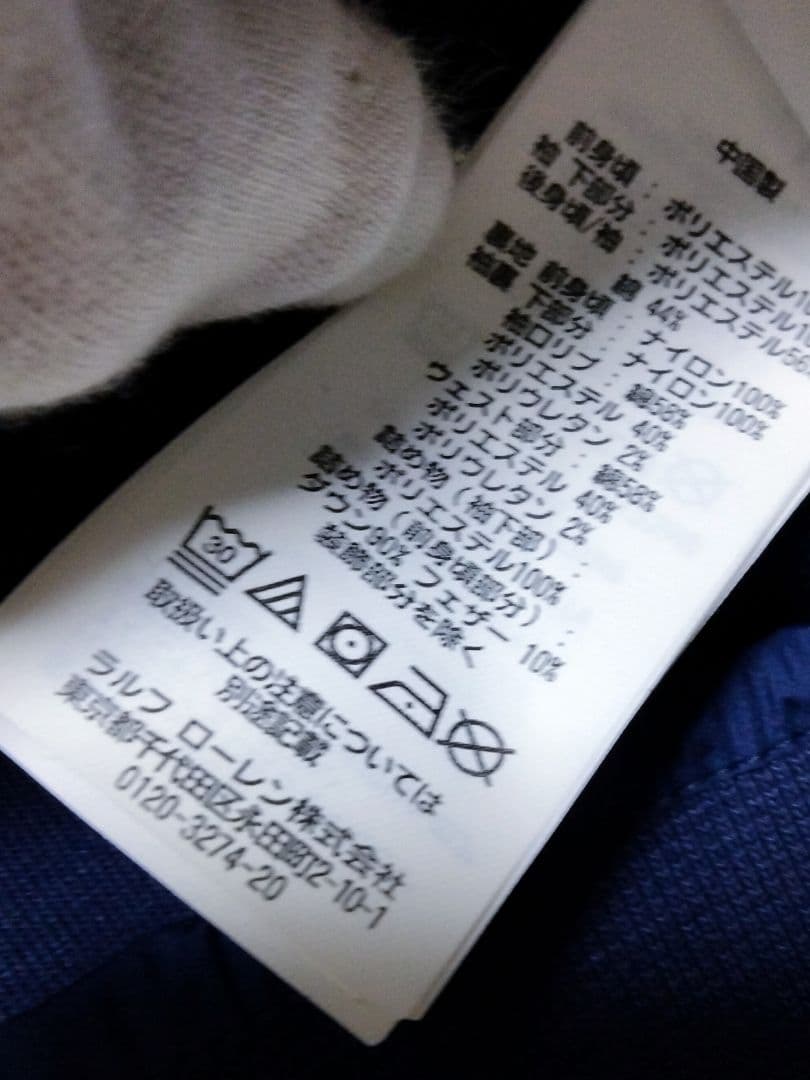 中国製
前身頃 : ポリエステル1
袖 下部分 : ポリエステル10
後身頃/袖 : ポリエステル56%
綿 44%
裏地 前身頃 : ナイロン100%
袖裏 下部分 : ナイロン100%
袖口リブ : 綿58%
ポリエステル 40%
ポリウレタン 2%
ウエスト部分 : 綿58%
ポリエステル 40%
ポリウレタン 2%
詰め物 (袖下部) :
ポリエステル100%
詰め物 (前身頃部分) :
ダウン90% フェザー 10%
装飾部分を除く
30
取扱い上の注意については
別途記載
ラルフ ローレン株式会社
東京都千代田区永田町2-10-1
0120-3274-20